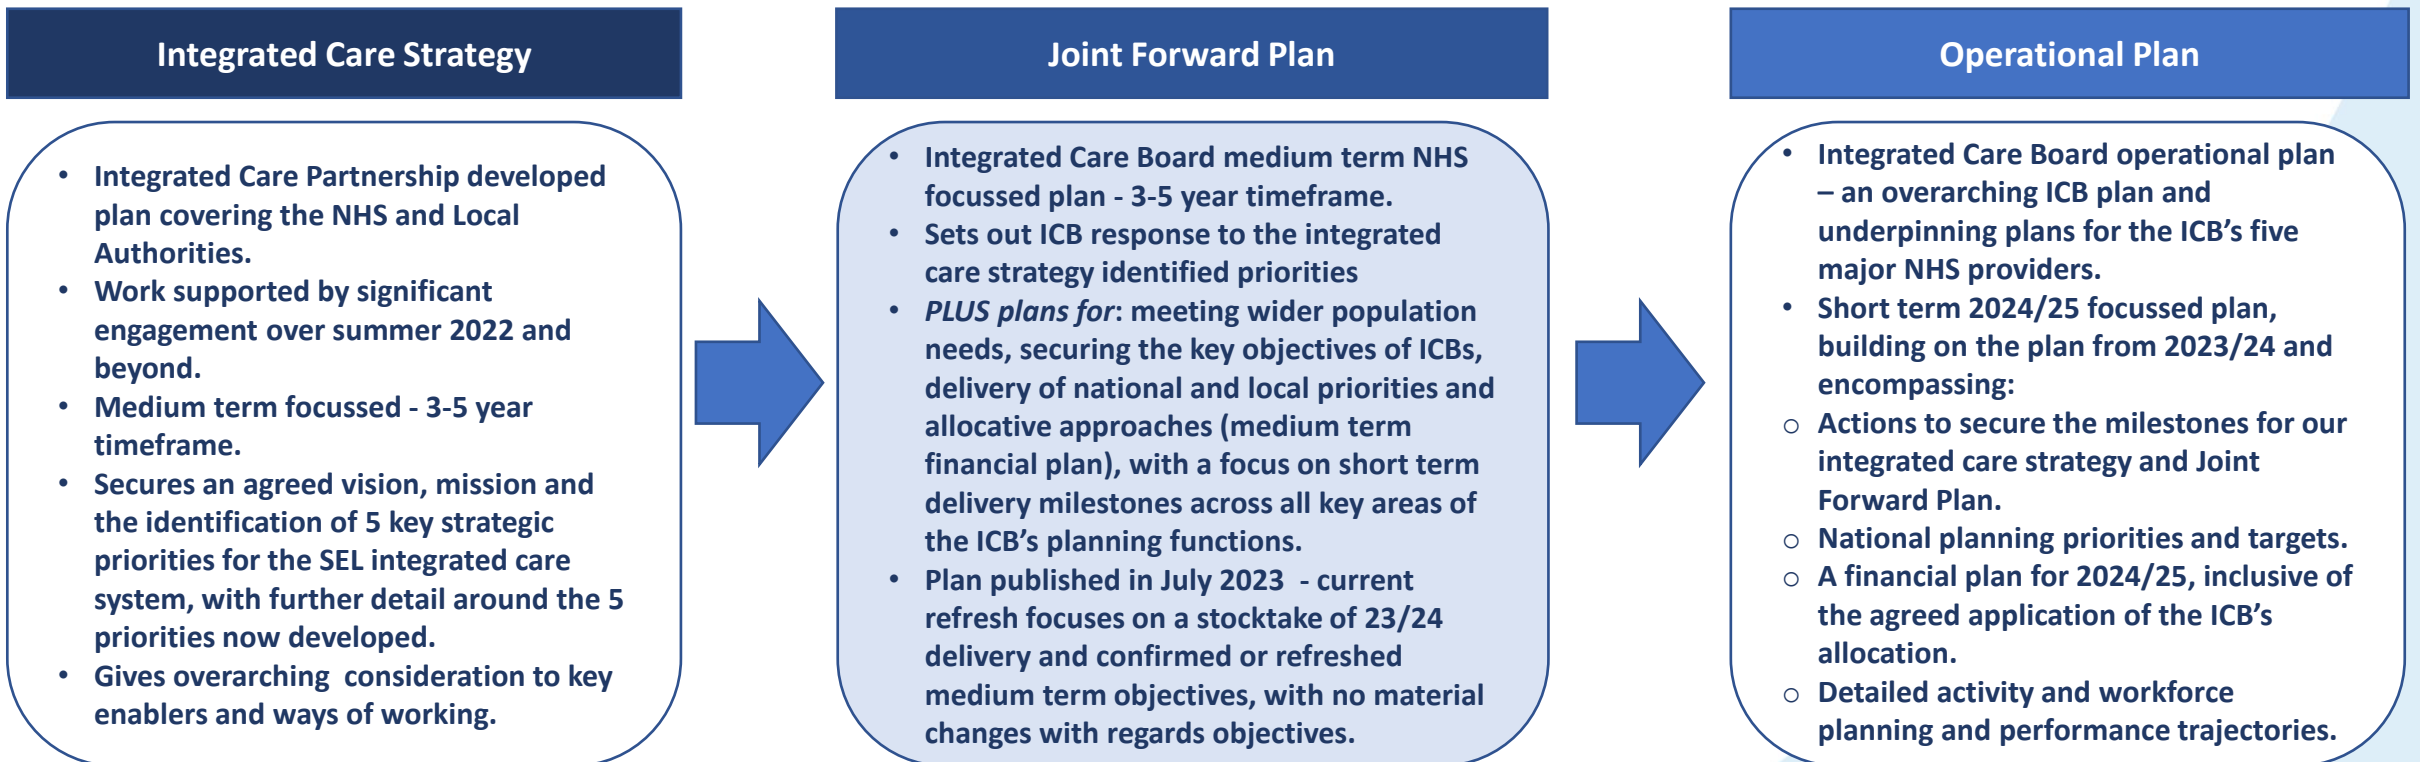 Integrated Care Strategy
• Integrated Care Partnership developed
plan covering the NHS and Local
Authorities.
• Work supported by significant
engagement over summer 2022 and
beyond.
• Medium term focussed - 3-5 year
timeframe.
• Secures an agreed vision, mission and
the identification of 5 key strategic
priorities for the SEL integrated care
system, with further detail around the 5
priorities now developed.
• Gives overarching consideration to key
enablers and ways of working.
Joint Forward Plan
• Integrated Care Board medium term NHS
focussed plan - 3-5 year timeframe.
• Sets out ICB response to the integrated
care strategy identified priorities
• PLUS plans for: meeting wider population
needs, securing the key objectives of ICBs,
delivery of national and local priorities and
allocative approaches (medium term
financial plan), with a focus on short term
delivery milestones across all key areas of
the ICB’s planning functions.
• Plan published in July 2023 - current
refresh focuses on a stocktake of 23/24
delivery and confirmed or refreshed
medium term objectives, with no material
changes with regards objectives.
Operational Plan
• Integrated Care Board operational plan
– an overarching ICB plan and
underpinning plans for the ICB’s five
major NHS providers.
• Short term 2024/25 focussed plan,
building on the plan from 2023/24 and
encompassing:
o Actions to secure the milestones for our
integrated care strategy and Joint
Forward Plan.
o National planning priorities and targets.
o A financial plan for 2024/25, inclusive of
the agreed application of the ICB’s
allocation.
o Detailed activity and workforce
planning and performance trajectories.